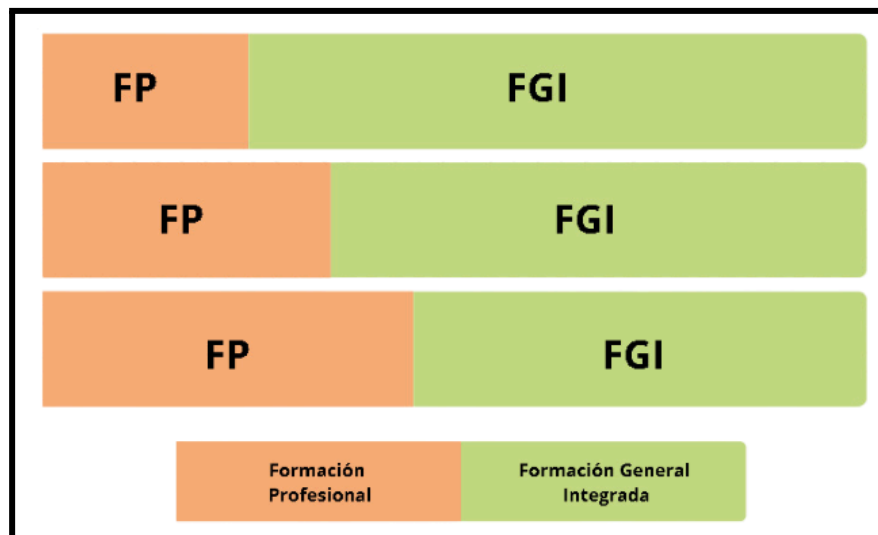 FP FGI
FP FGI
FP FGI
Formación Formación General
Profesional Integrada